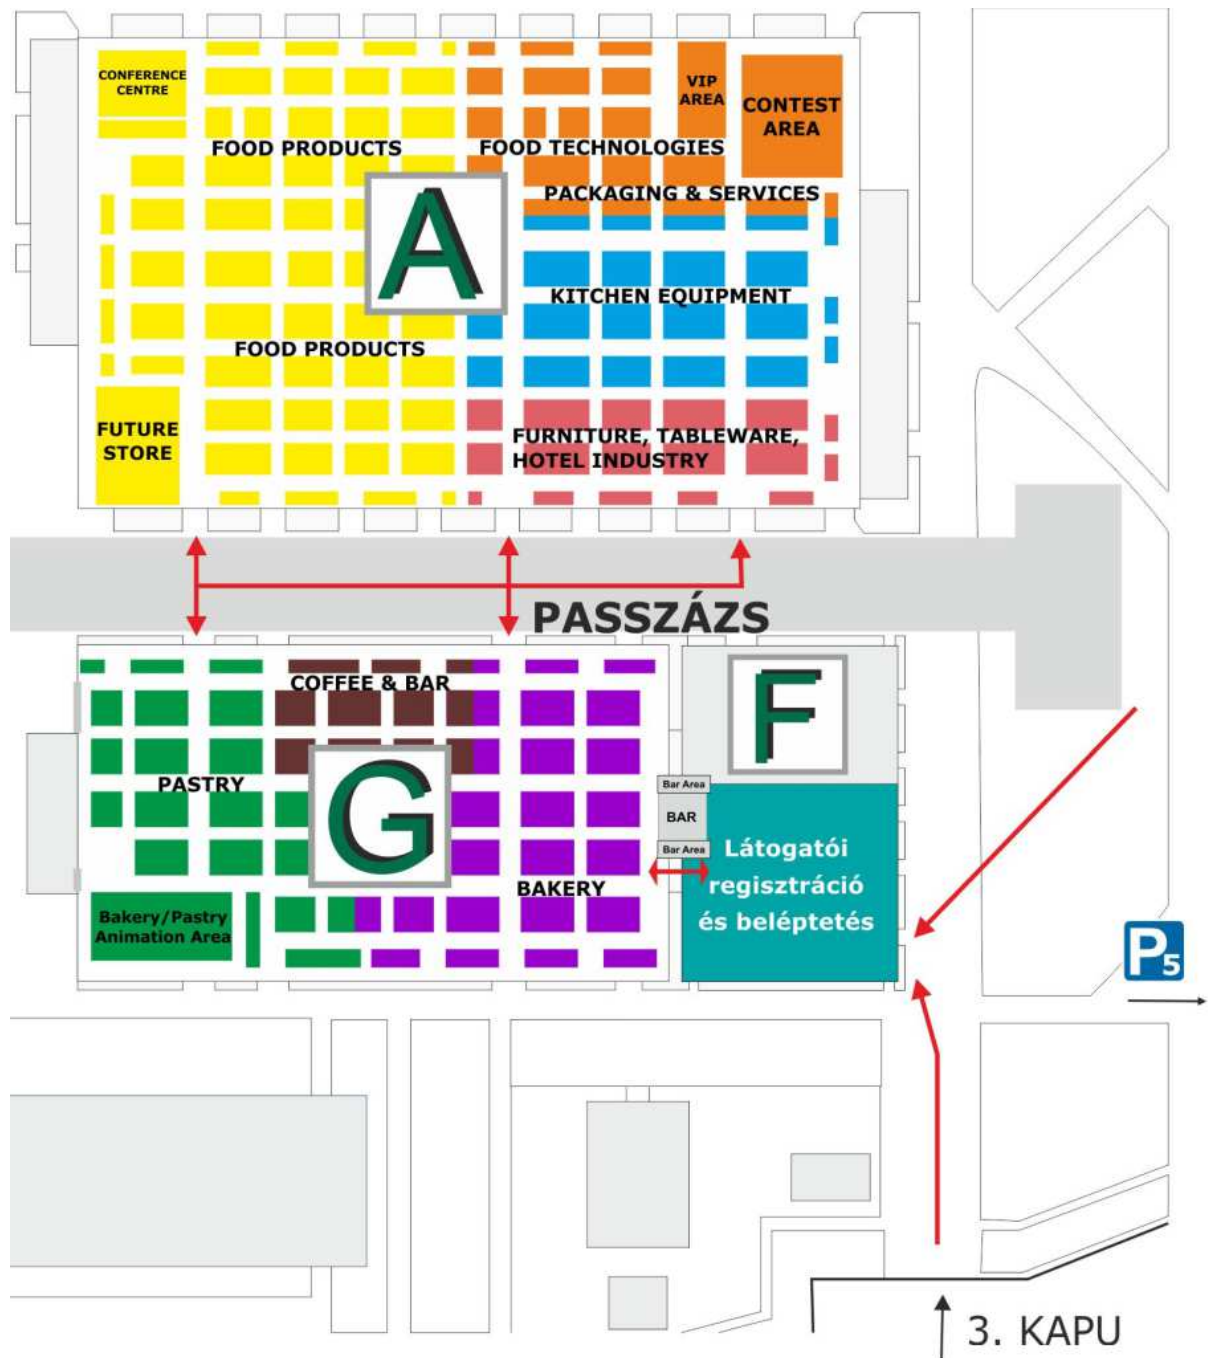 CONFERENCE
CENTRE
VIP
AREA
CONTEST
AREA
FOOD PRODUCTS
FOOD TECHNOLOGIES
PACKAGING & SERVICES
A
KITCHEN EQUIPMENT
FOOD PRODUCTS
FUTURE
STORE
FURNITURE, TABLEWARE,
HOTEL INDUSTRY
PASSZÁZS
COFFEE & BAR
F
PASTRY
G
Bar Area
BAR
Bar Area
Látogatói
regisztráció
és beléptetés
BAKERY
Bakery/Pastry
Animation Area
P5
3. KAPU